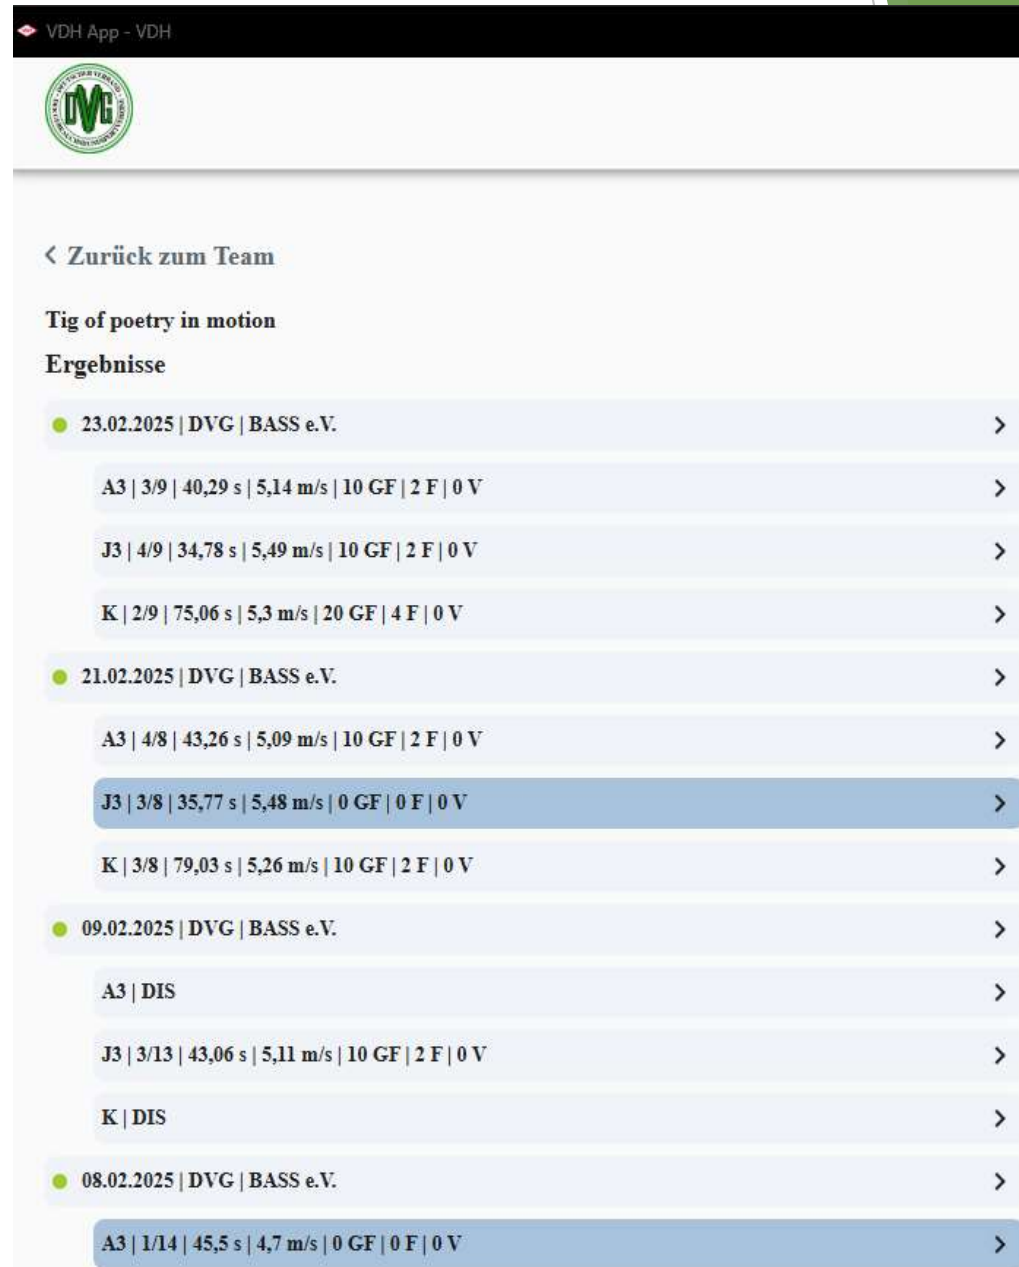 VDH App - VDH
DVG
Zurück zum Team
Tig of poetry in motion
Ergebnisse
23.02.2025 | DVG | BASS e.V.
A3 | 3/9 | 40,29 s | 5,14 m/s | 10 GF | 2 F | 0 V
J3 | 4/9 | 34,78 s | 5,49 m/s | 10 GF | 2 F | 0 V
K | 2/9 | 75,06 s | 5,3 m/s | 20 GF | 4 F | 0 V
21.02.2025 | DVG | BASS e.V.
A3 | 4/8 | 43,26 s | 5,09 m/s | 10 GF | 2 F | 0 V
J3 | 3/8 | 35,77 s | 5,48 m/s | 0 GF | 0 F | 0 V
K | 3/8 | 79,03 s | 5,26 m/s | 10 GF | 2 F | 0 V
09.02.2025 | DVG | BASS e.V.
A3 | DIS
J3 | 3/13 | 43,06 s | 5,11 m/s | 10 GF | 2 F | 0 V
K | DIS
08.02.2025 | DVG | BASS e.V.
A3 | 1/14 | 45,5 s | 4,7 m/s | 0 GF | 0 F | 0 V